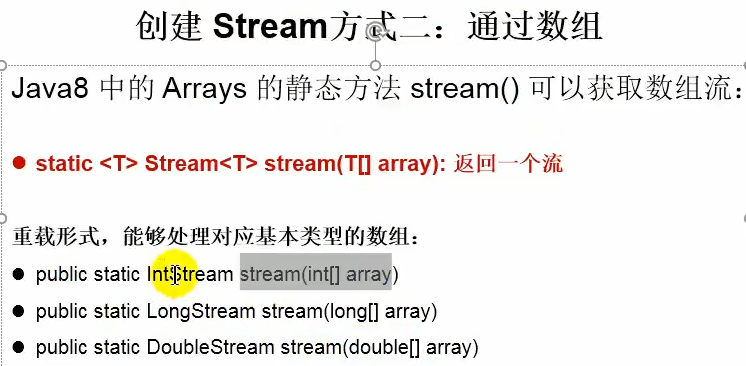 创建 Stream方式二：通过数组
Java8 中的 Arrays 的静态方法 stream() 可以获取数组流：
● static <T> Stream<T> stream(T[] array): 返回一个流
重载形式，能够处理对应基本类型的数组：
● public static IntStream stream(int[] array)
● public static LongStream stream(long[] array)
● public static DoubleStream stream(double[] array)